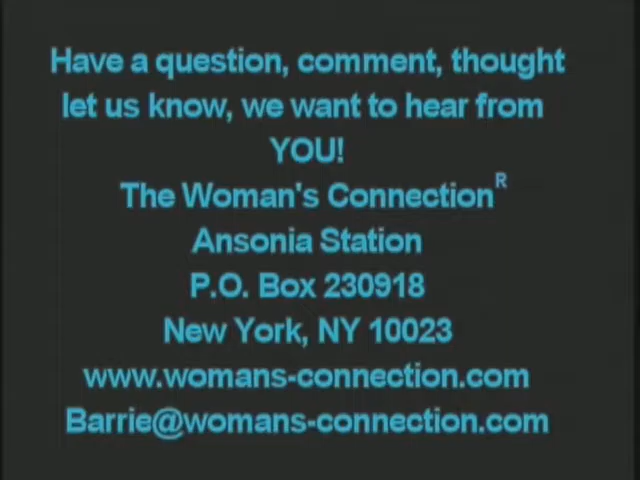 Have a question, comment, thought
let us know, we want to hear from
YOU!
The Woman's Connection R
Ansonia Station
P.O. Box 230918
New York, NY 10023
www.womans-connection.com
Barrie@womans-connection.com